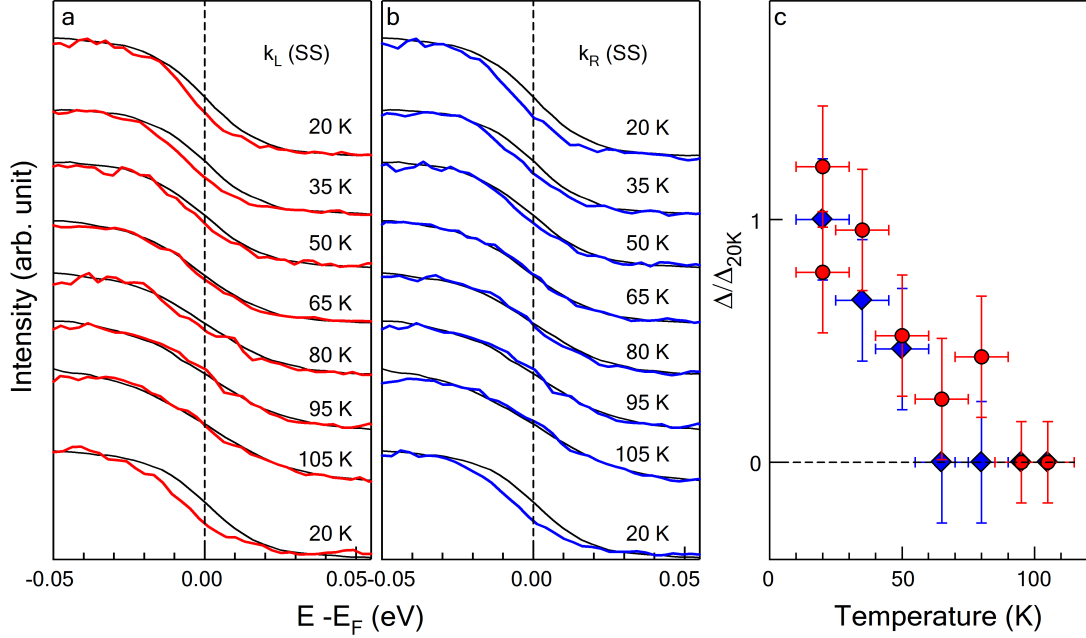 a
k_L (SS)
20 K
35 K
50 K
65 K
80 K
95 K
105 K
20 K
-0.05
0.00
0.05
Intensity (arb. unit)
b
k_R (SS)
20 K
35 K
50 K
65 K
80 K
95 K
105 K
20 K
-0.05
0.00
0.05
E -E_F (eV)
c
1
0
Δ/Δ_20K
0
50
100
Temperature (K)